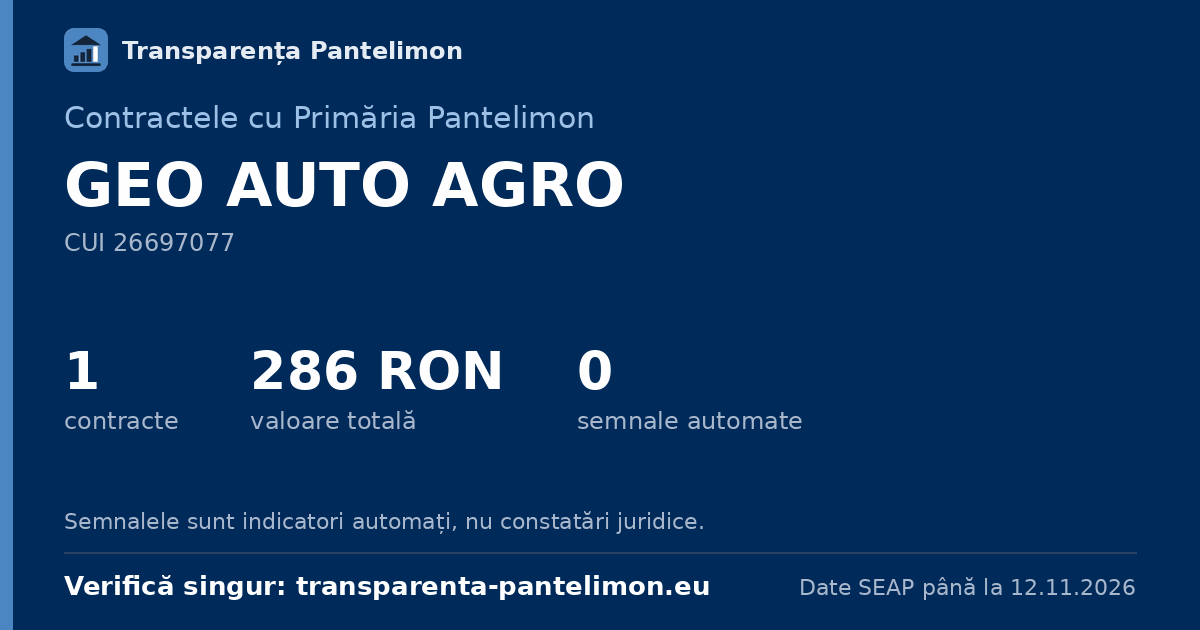 Transparența Pantelimon
Contractele cu Primăria Pantelimon
GEO AUTO AGRO
CUI 26697077
1 286 RON 0
contracte valoare totală semnale automate
Semnalele sunt indicatori automați, nu constatări juridice.
Verifică singur: transparenta-pantelimon.eu Date SEAP până la 12.11.2026